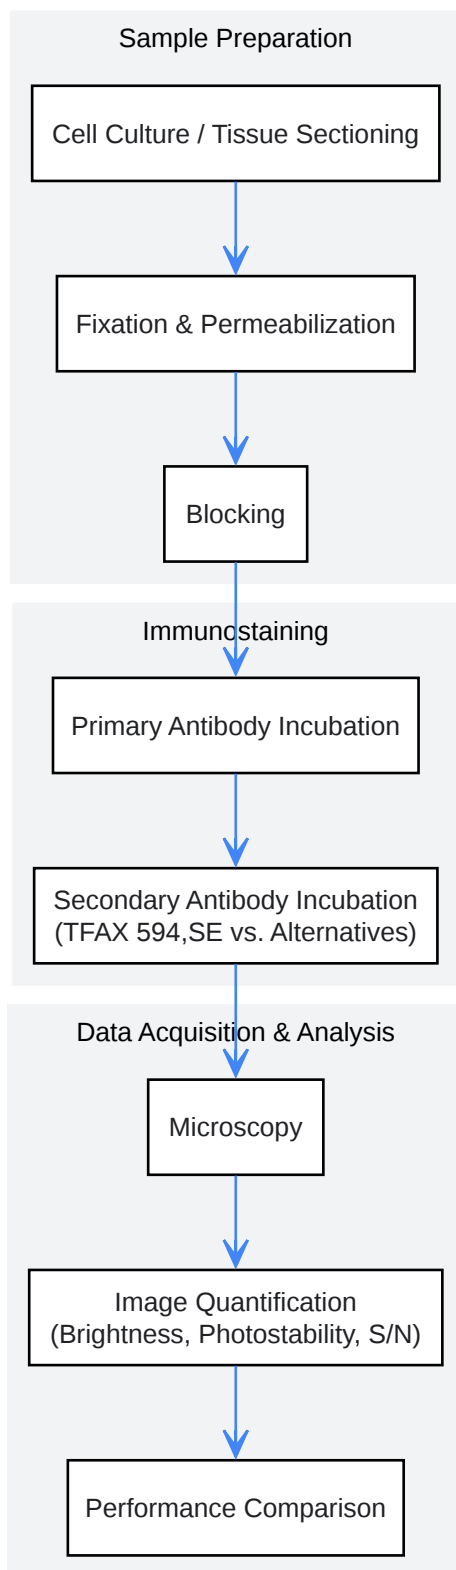 Sample Preparation
Cell Culture / Tissue Sectioning
Fixation & Permeabilization
Blocking
Immunostaining
Primary Antibody Incubation
Secondary Antibody Incubation
(TFAX 594,SE vs. Alternatives)
Data Acquisition & Analysis
Microscopy
Image Quantification
(Brightness, Photostability, S/N)
Performance Comparison